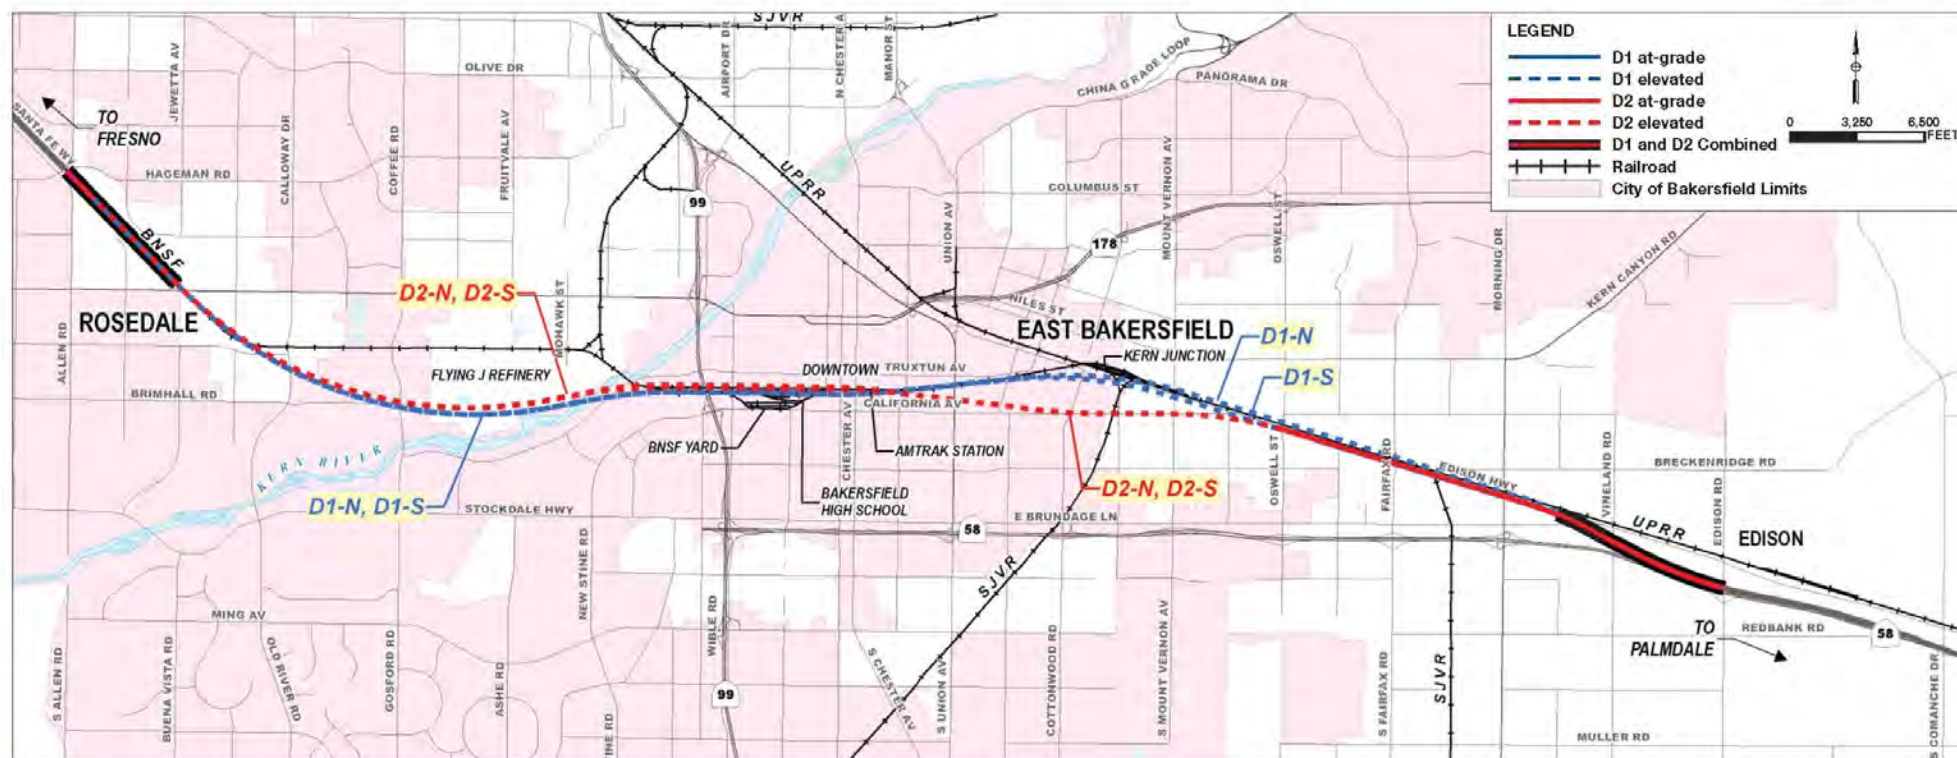 SJVR
LEGEND
D1 at-grade
D1 elevated
D2 at-grade
D2 elevated
D1 and D2 Combined
Railroad
City of Bakersfield Limits
0 3,250 6,500
FEET
JEWETTA AV
OLIVE DR
AIRPORT DR
N CHESTER A
MANOR ST
CHINA GRADE LOOP
PANORAMA DR
SANTA FE WY
TO
FRESNO
HAGEMAN RD
CALLOWAY DR
COFFEE RD
FRUITVALE AV
99
UPRR
COLUMBUS ST
MOUNT VERNON AV
OSWELL ST
UNION AV
178
MORNING DR
KERN CANYON RD
BNSF
D2-N, D2-S
MOHAWK ST
NILES ST
ROSEDALE
EAST BAKERSFIELD
D1-N
ALLEN RD
KERN JUNCTION
FLYING J REFINERY
DOWNTOWN
TRUXTUN AV
D1-S
BRIMHALL RD
CALIFORNIA AV
KERN RIVER
BNSF YARD
CHESTER AV
AMTRAK STATION
OSWELL ST
FAIRFAX RD
EDISON HWY
VINELAND RD
BRECKENRIDGE RD
EDISON RD
D1-N, D1-S
BAKERSFIELD
HIGH SCHOOL
D2-N, D2-S
STOCKDALE HWY
E BRUNDAGE LN
58
UPRR
EDISON
NEW STINE RD
SJVR
MING AV
WIBLE RD
TO
PALMDALE
REDBANK RD
58
S ALLEN RD
BUENA VISTA RD
OLD RIVER RD
GOSFORD RD
ASHE RD
INE RD
99
S CHESTER AV
S UNION AV
COTTONWOOD RD
S MOUNT VERNON AV
S FAIRFAX RD
SJVR
MULLER RD
S COMANCHE DR